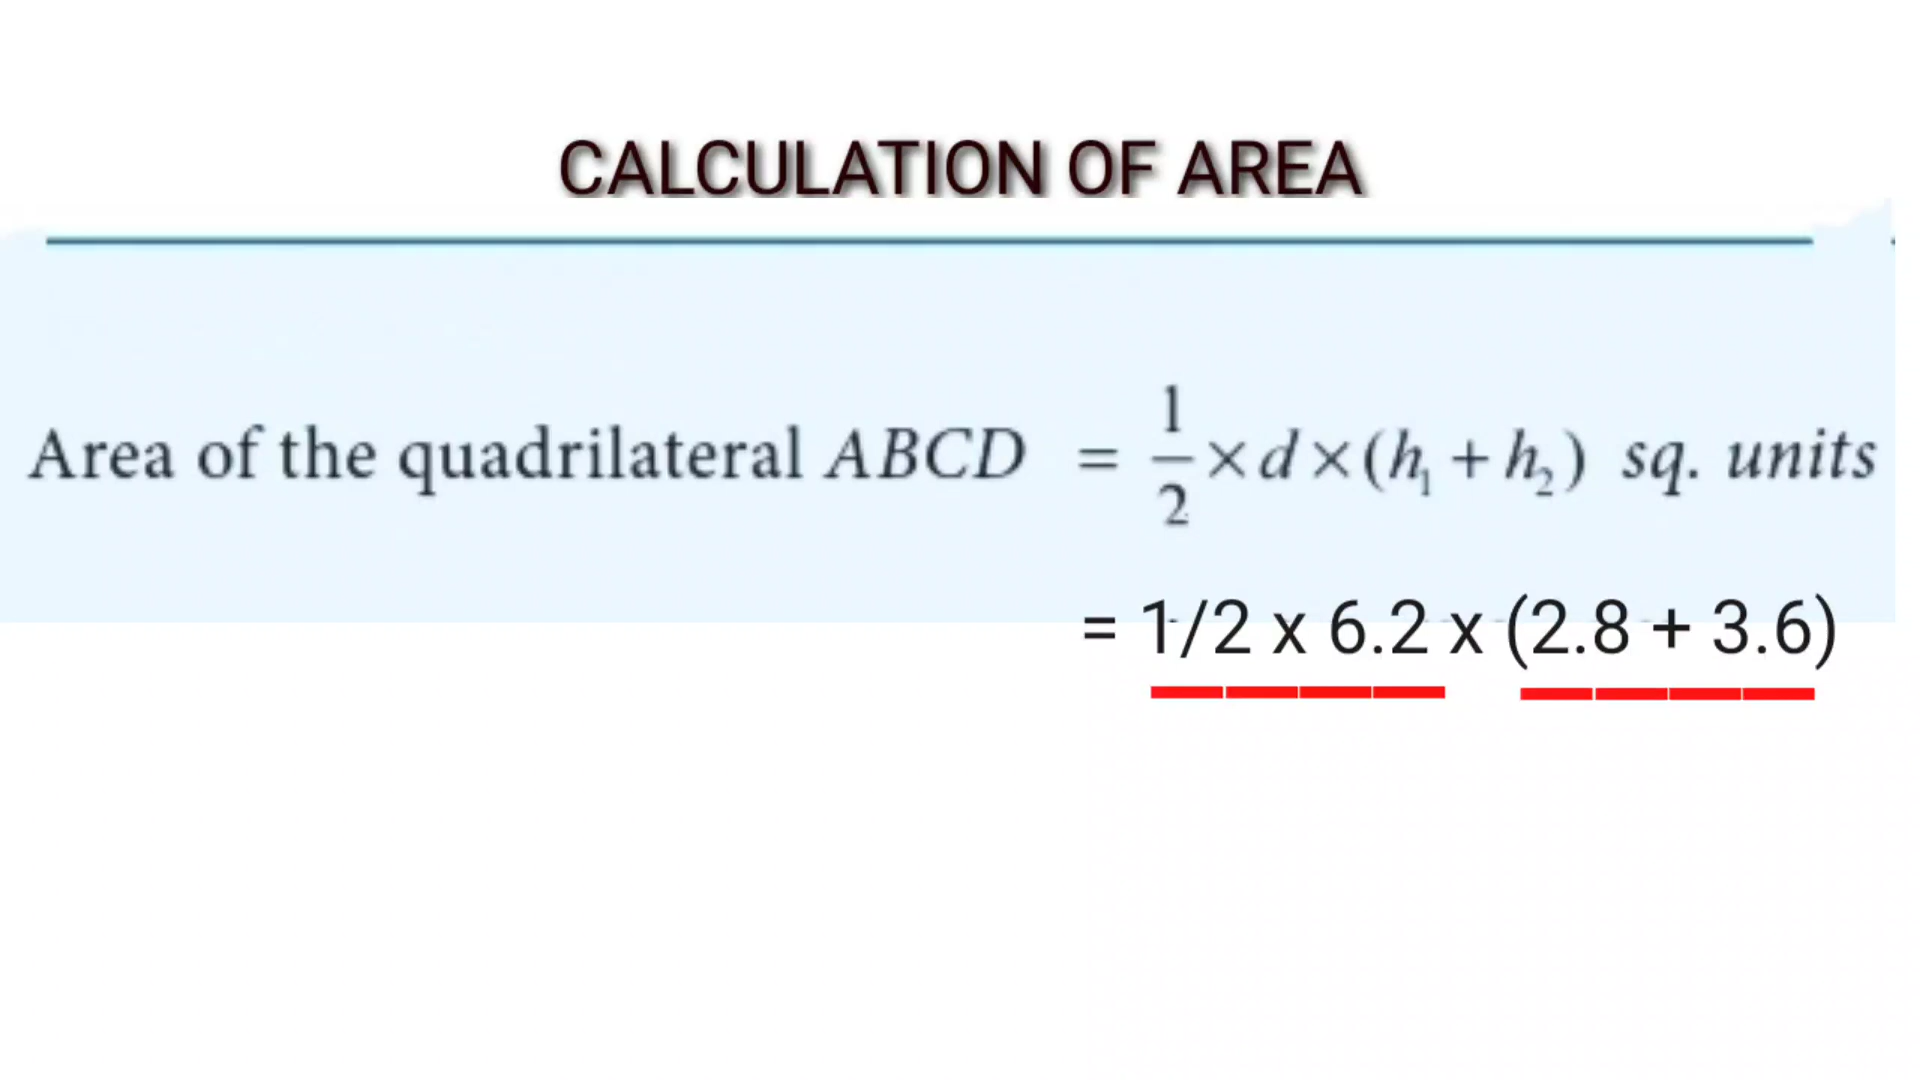 CALCULATION OF AREA
Area of the quadrilateral ABCD = 1/2 × d × (h₁ + h₂) sq. units
= 1/2 x 6.2 x (2.8 + 3.6)